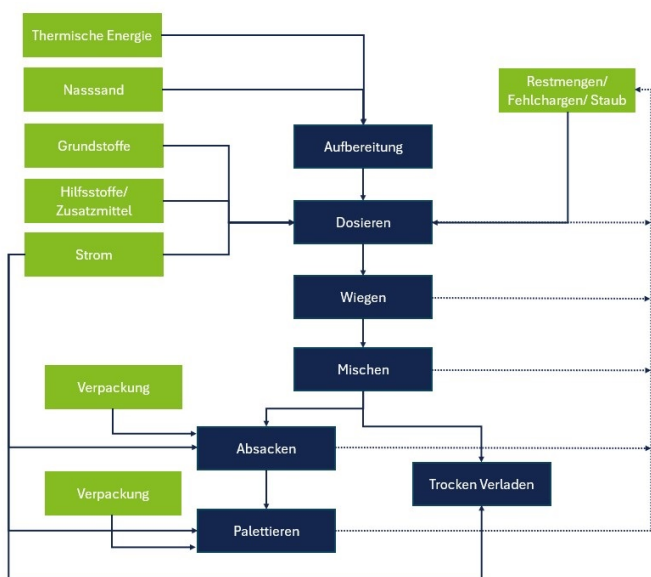 Thermische Energie
Nasssand
Restmengen/
Fehlchargen/ Staub
Grundstoffe
Aufbereitung
Hilfsstoffe/
Zusatzmittel
Dosieren
Strom
Wiegen
Mischen
Verpackung
Absacken
Trocken Verladen
Verpackung
Palettieren